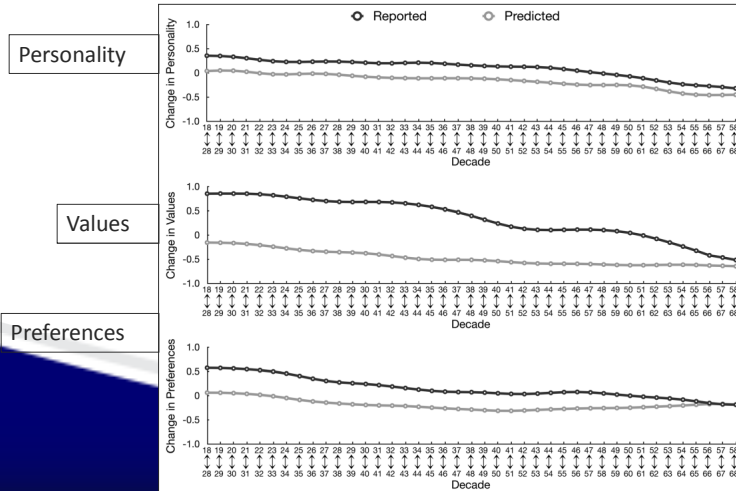 Reported Predicted
Personality
Change in Personality
1.0
0.5
0
-0.5
-1.0
18 19 20 21 22 23 24 25 26 27 28 29 30 31 32 33 34 35 36 37 38 39 40 41 42 43 44 45 46 47 48 49 50 51 52 53 54 55 56 57 58
28 29 30 31 32 33 34 35 36 37 38 39 40 41 42 43 44 45 46 47 48 49 50 51 52 53 54 55 56 57 58 59 60 61 62 63 64 65 66 67 68
Decade
Values
Change in Values
1.0
0.5
0
-0.5
-1.0
18 19 20 21 22 23 24 25 26 27 28 29 30 31 32 33 34 35 36 37 38 39 40 41 42 43 44 45 46 47 48 49 50 51 52 53 54 55 56 57 58
28 29 30 31 32 33 34 35 36 37 38 39 40 41 42 43 44 45 46 47 48 49 50 51 52 53 54 55 56 57 58 59 60 61 62 63 64 65 66 67 68
Decade
Preferences
Change in Preferences
1.0
0.5
0
-0.5
-1.0
18 19 20 21 22 23 24 25 26 27 28 29 30 31 32 33 34 35 36 37 38 39 40 41 42 43 44 45 46 47 48 49 50 51 52 53 54 55 56 57 58
28 29 30 31 32 33 34 35 36 37 38 39 40 41 42 43 44 45 46 47 48 49 50 51 52 53 54 55 56 57 58 59 60 61 62 63 64 65 66 67 68
Decade